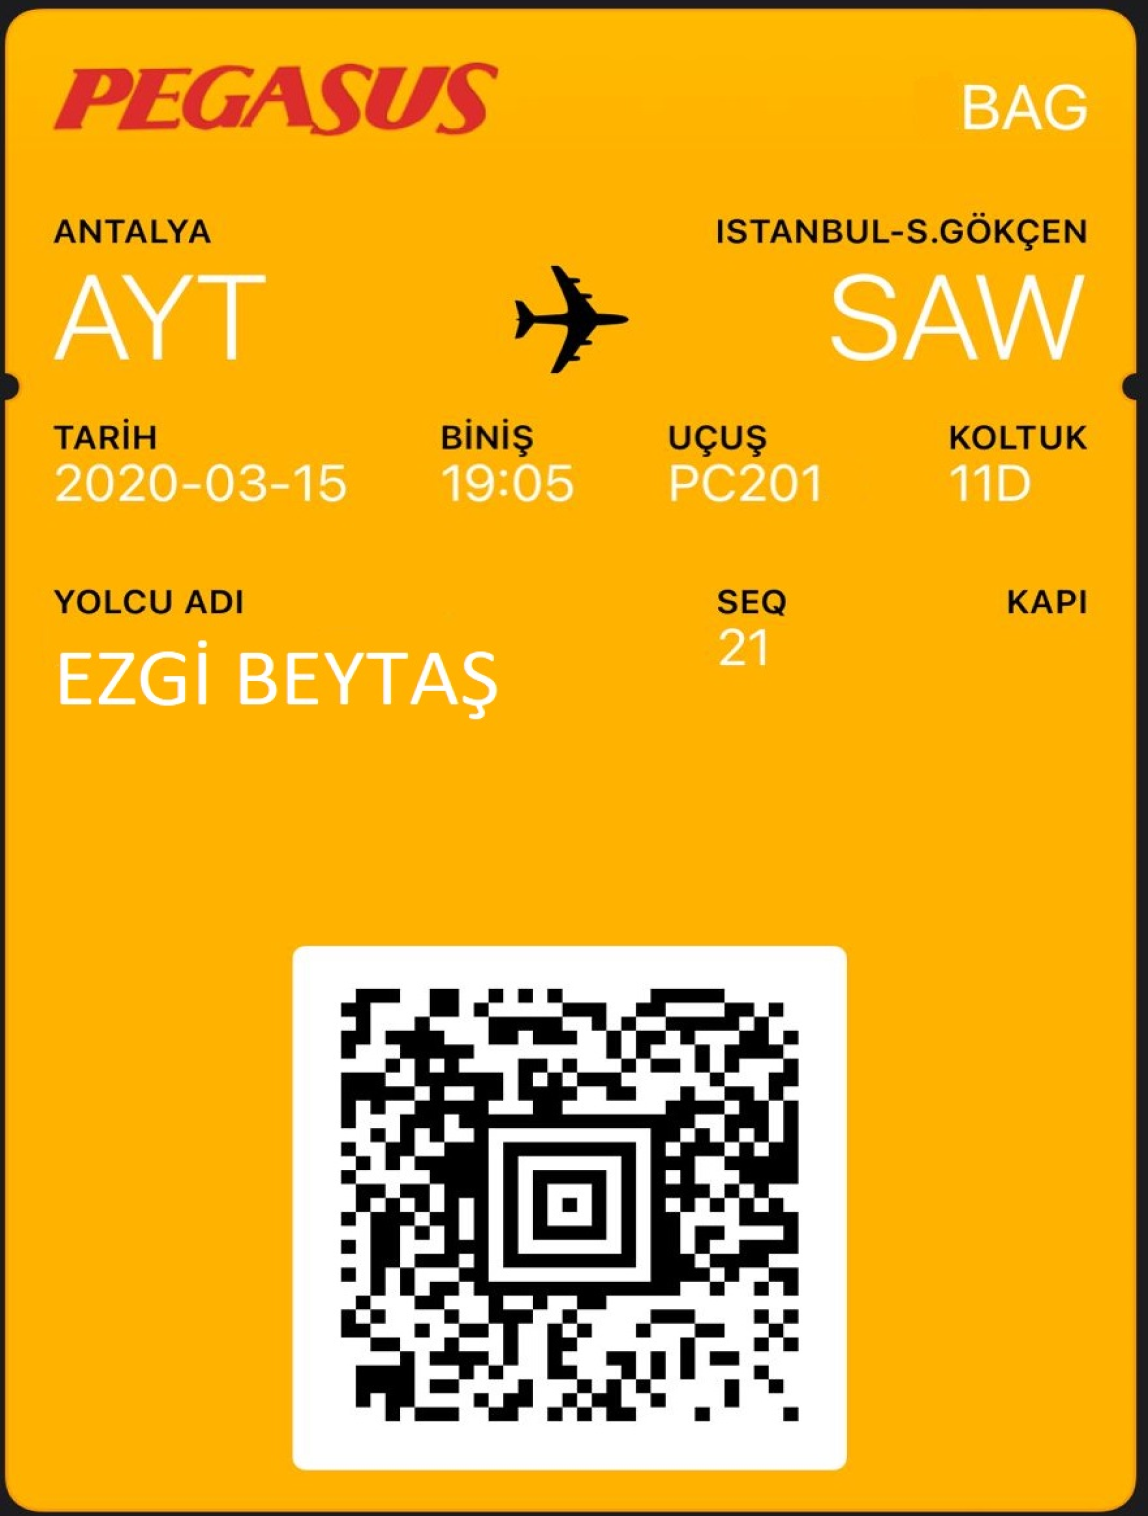 PEGASUS BAG
ANTALYA ISTANBUL-S.GÖKÇEN
AYT SAW
TARİH BİNİŞ UÇUŞ KOLTUK
2020-03-15 19:05 PC201 11D
YOLCU ADI SEQ KAPI
EZGİ BEYTAŞ 21